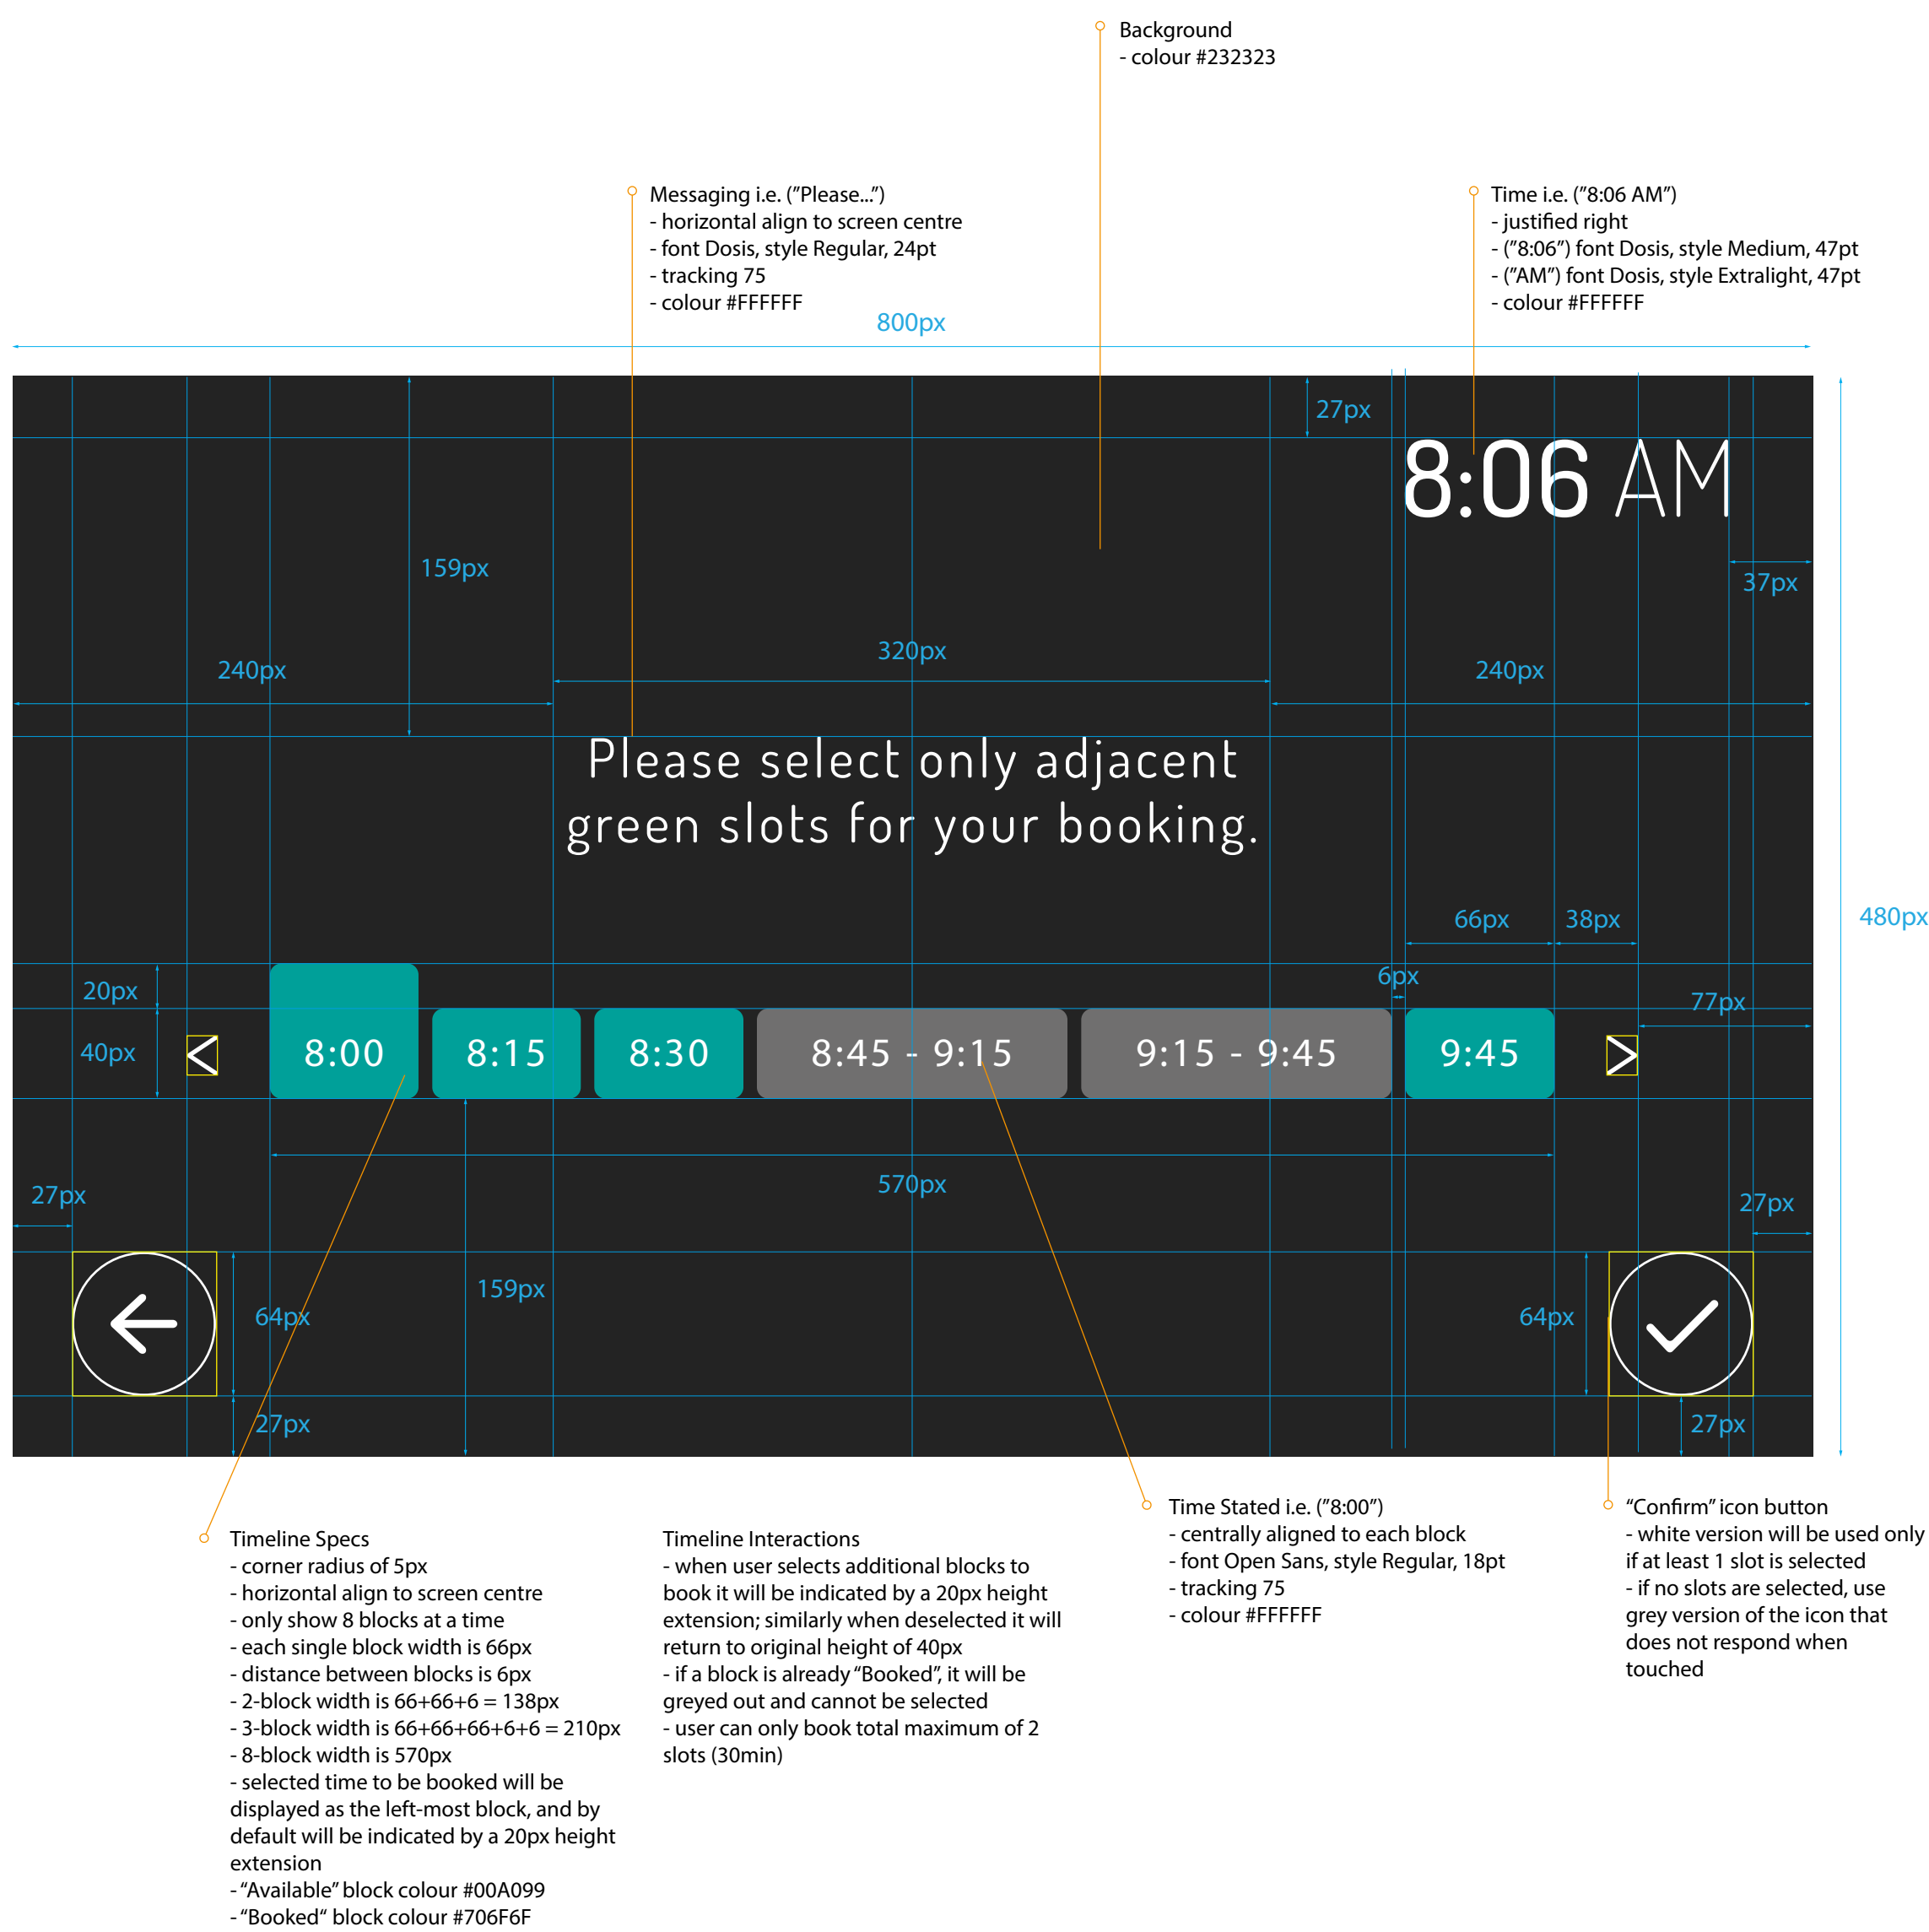 Background
- colour #232323
Messaging i.e. ("Please...")
- horizontal align to screen centre
- font Dosis, style Regular, 24pt
- tracking 75
- colour #FFFFFF
Time i.e. ("8:06 AM")
- justified right
- ("8:06") font Dosis, style Medium, 47pt
- ("AM") font Dosis, style Extralight, 47pt
- colour #FFFFFF
800px
27px
8:06 AM
159px
37px
240px
320px
240px
Please select only adjacent
green slots for your booking.
66px
38px
480px
20px
6px
77px
40px
<
8:00
8:15
8:30
8:45 - 9:15
9:15 - 9:45
9:45
>
570px
27px
27px
159px
64px
64px
27px
27px
Timeline Specs
- corner radius of 5px
- horizontal align to screen centre
- only show 8 blocks at a time
- each single block width is 66px
- distance between blocks is 6px
- 2-block width is 66+66+6 = 138px
- 3-block width is 66+66+66+6+6 = 210px
- 8-block width is 570px
- selected time to be booked will be
displayed as the left-most block, and by
default will be indicated by a 20px height
extension
- “Available” block colour #00A099
- “Booked“ block colour #706F6F
Timeline Interactions
- when user selects additional blocks to
book it will be indicated by a 20px height
extension; similarly when deselected it will
return to original height of 40px
- if a block is already “Booked”, it will be
greyed out and cannot be selected
- user can only book total maximum of 2
slots (30min)
Time Stated i.e. ("8:00")
- centrally aligned to each block
- font Open Sans, style Regular, 18pt
- tracking 75
- colour #FFFFFF
“Confirm” icon button
- white version will be used only
if at least 1 slot is selected
- if no slots are selected, use
grey version of the icon that
does not respond when
touched